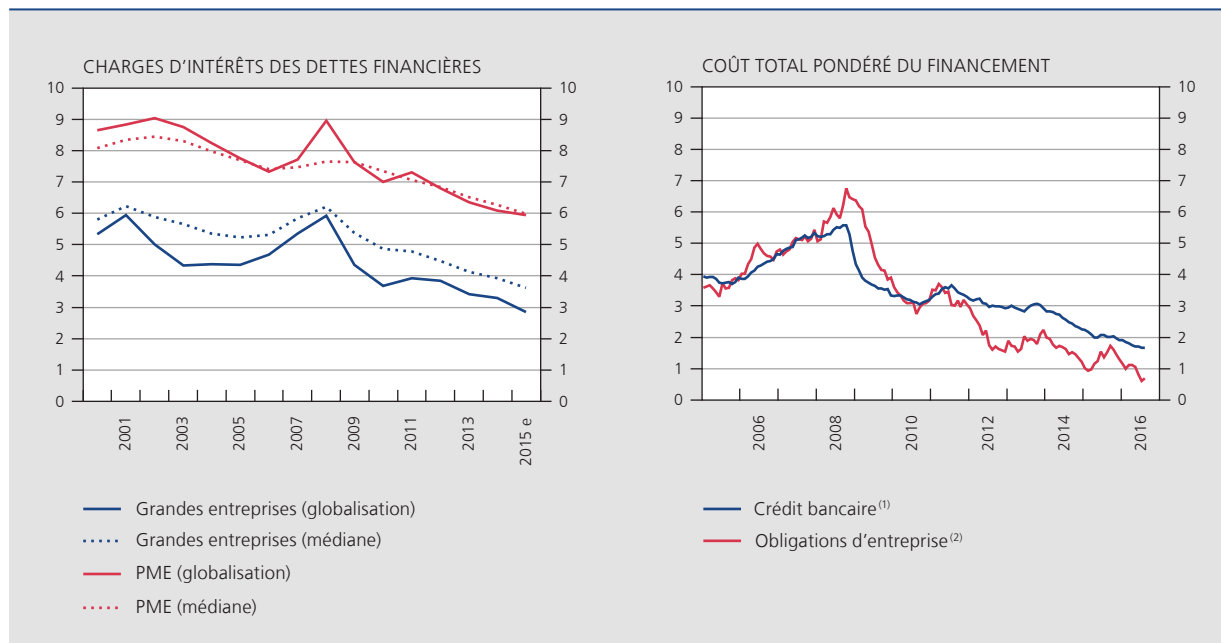 CHARGES D'INTÉRÊTS DES DETTES FINANCIÈRES
10 10
9 9
8 8
7 7
6 6
5 5
4 4
3 3
2 2
1 1
0 0
2001 2003 2005 2007 2009 2011 2013 2015 e
Grandes entreprises (globalisation)
Grandes entreprises (médiane)
PME (globalisation)
PME (médiane)
COÛT TOTAL PONDÉRÉ DU FINANCEMENT
10 10
9 9
8 8
7 7
6 6
5 5
4 4
3 3
2 2
1 1
0 0
2006 2008 2010 2012 2014 2016
Crédit bancaire (1)
Obligations d'entreprise (2)